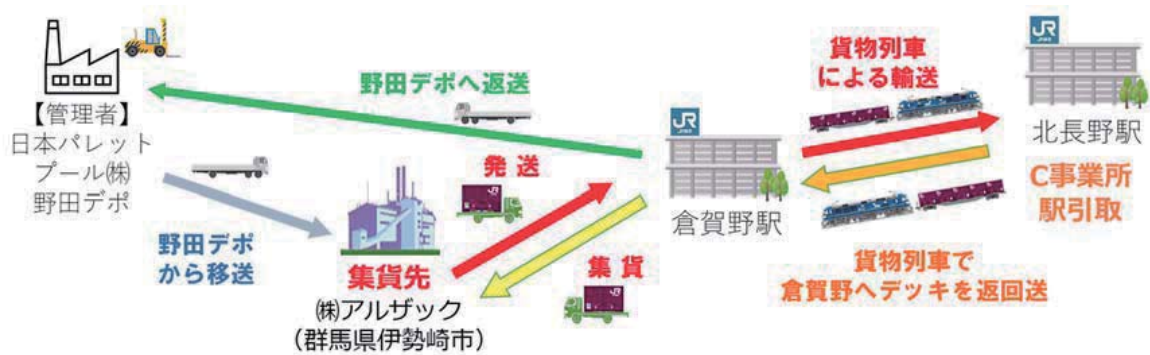 【管理者】
日本パレット
プール㈱
野田デポ
野田デポへ返送
野田デポ
から移送
集貨先
㈱アルザック
（群馬県伊勢崎市）
発送
集貨
JR
倉賀野駅
貨物列車
による輸送
貨物列車で
倉賀野へデッキを返回送
JR
北長野駅
C事業所
駅引取